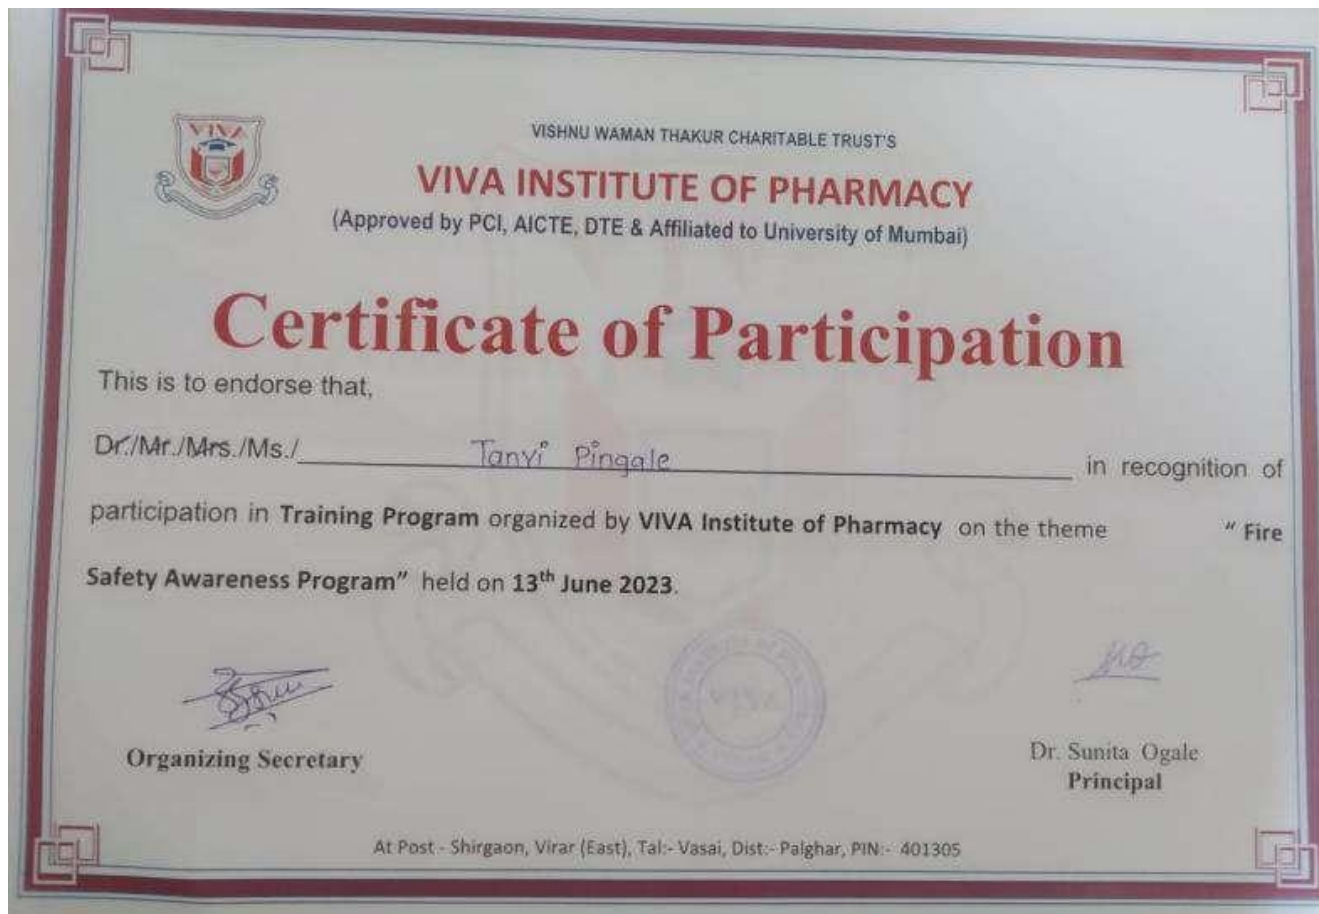 VIVA
VISHNU WAMAN THAKUR CHARITABLE TRUST'S
VIVA INSTITUTE OF PHARMACY
(Approved by PCI, AICTE, DTE & Affiliated to University of Mumbai)
Certificate of Participation
This is to endorse that,
Dr./Mr./Mrs./Ms./ Tanvi Pingale in recognition of
participation in Training Program organized by VIVA Institute of Pharmacy on the theme " Fire
Safety Awareness Program" held on 13th June 2023.
VIVA
Organizing Secretary
Dr. Sunita Ogale
Principal
At Post - Shirgaon, Virar (East), Tal:- Vasai, Dist:- Palghar, PIN:- 401305